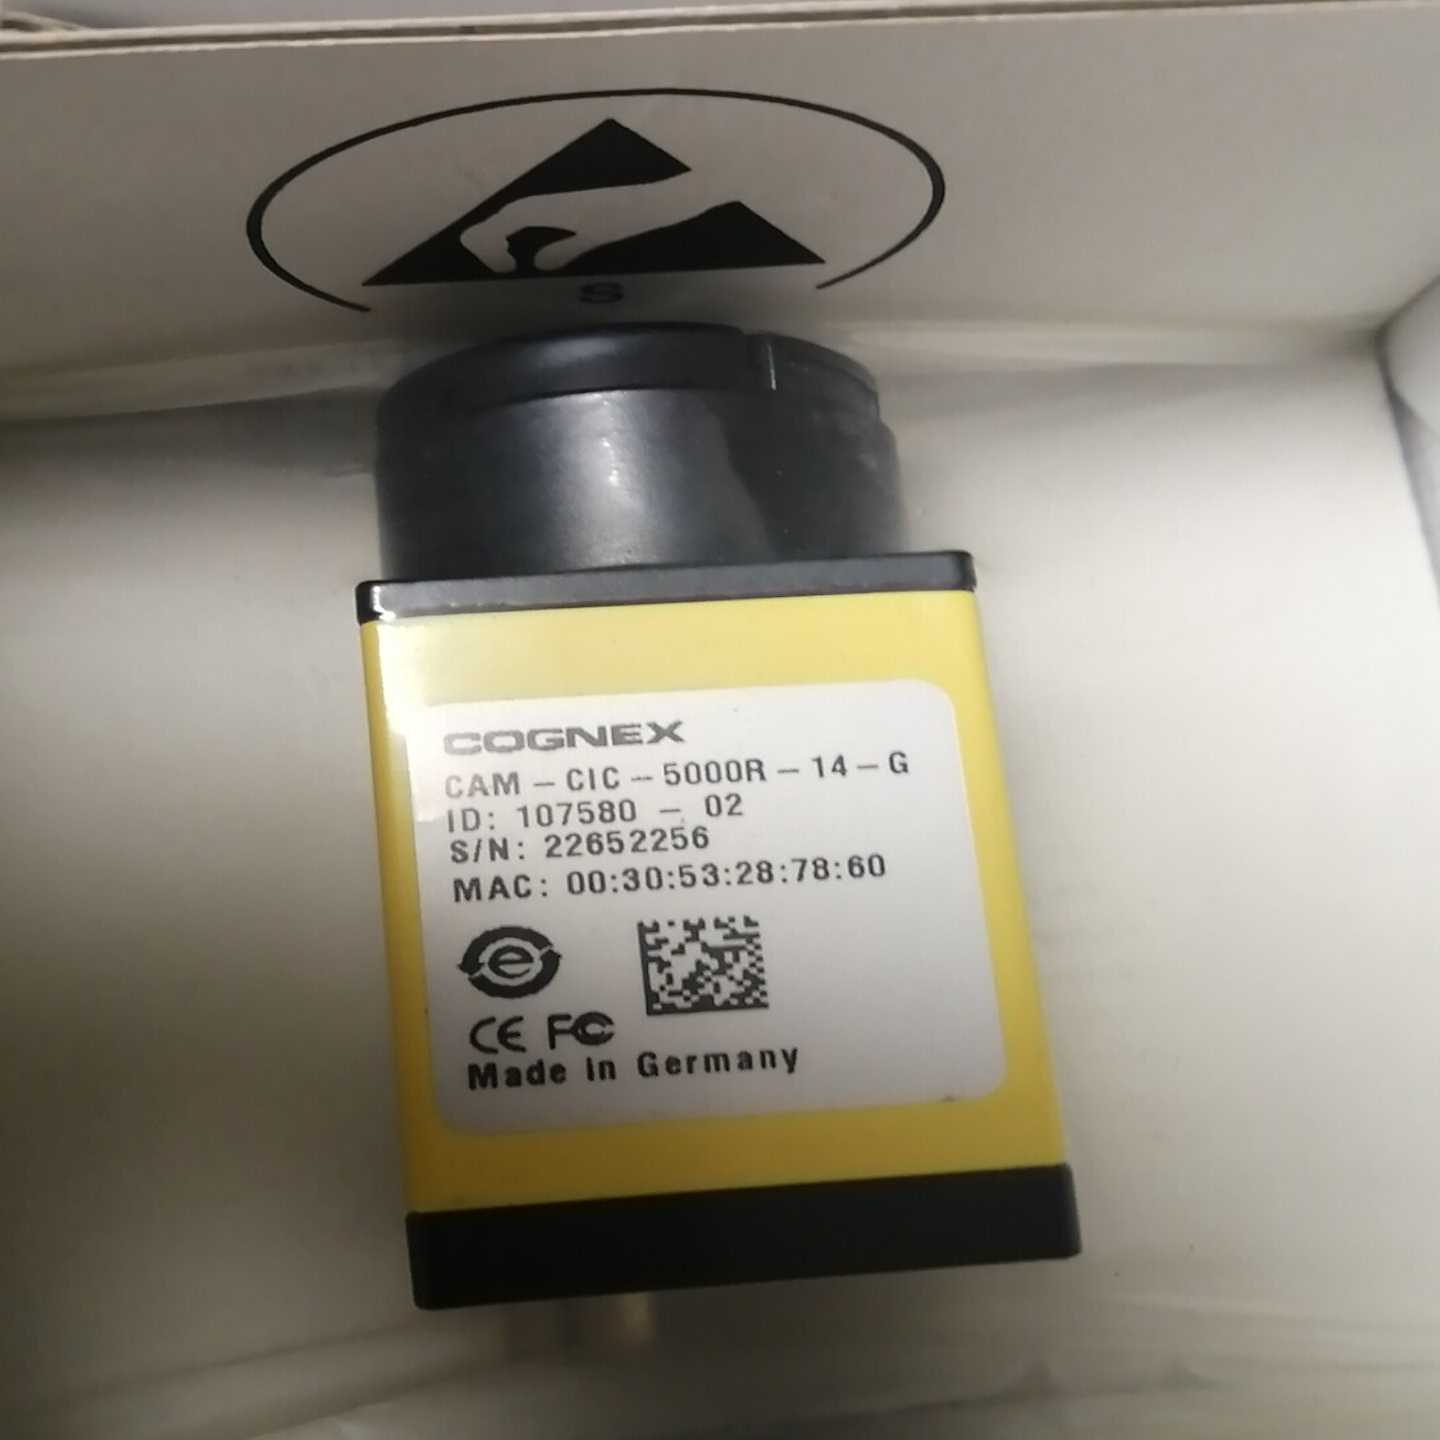 S
COGNEX
CAM-CIC-5000R-14-G
ID: 107580-02
S/N: 22652256
MAC: 00:30:53:28:78:60
e
CE FC
Made in Germany